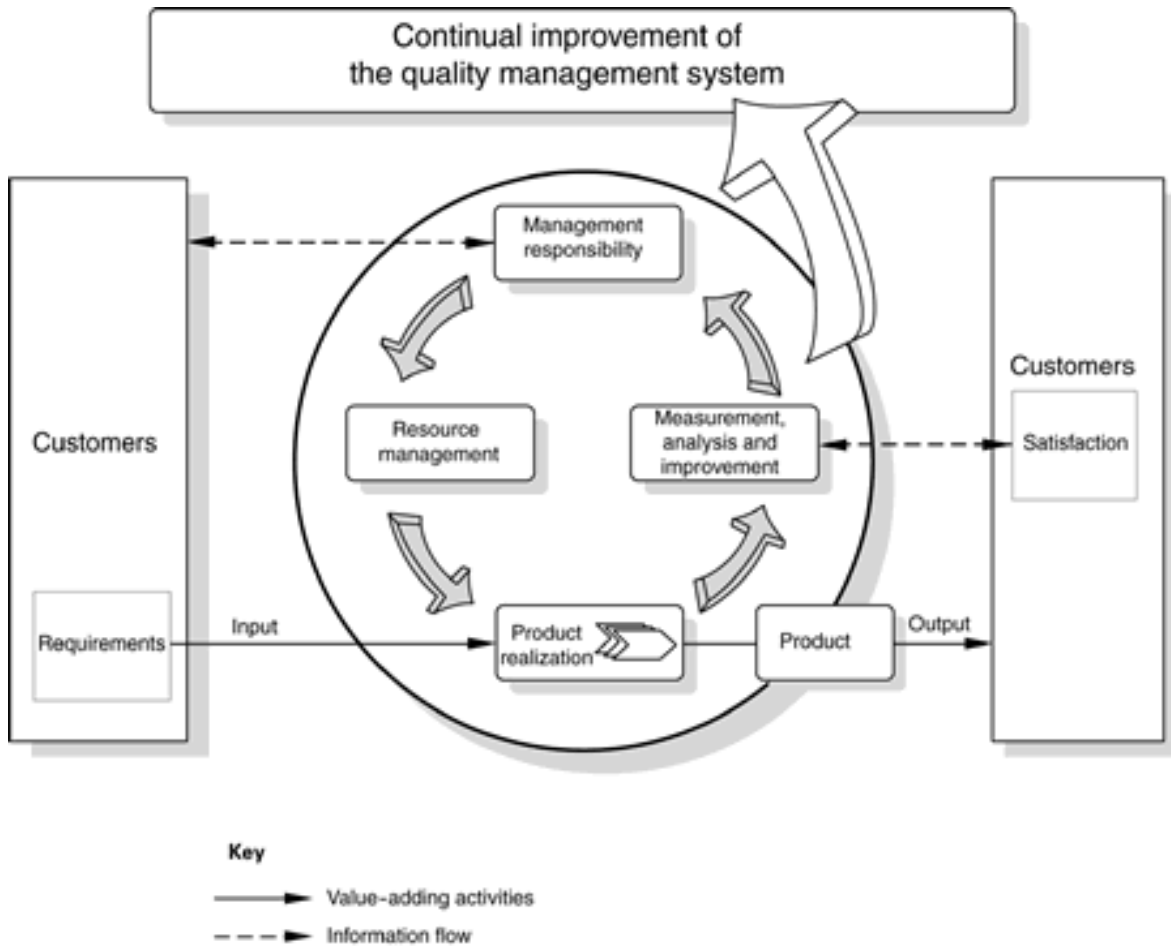 Continual improvement of
the quality management system
Management
responsibility
Customers
Resource
management
Measurement,
analysis and
improvement
Customers
Satisfaction
Requirements
Input
Product
realization
Product
Output
Key
Value-adding activities
Information flow